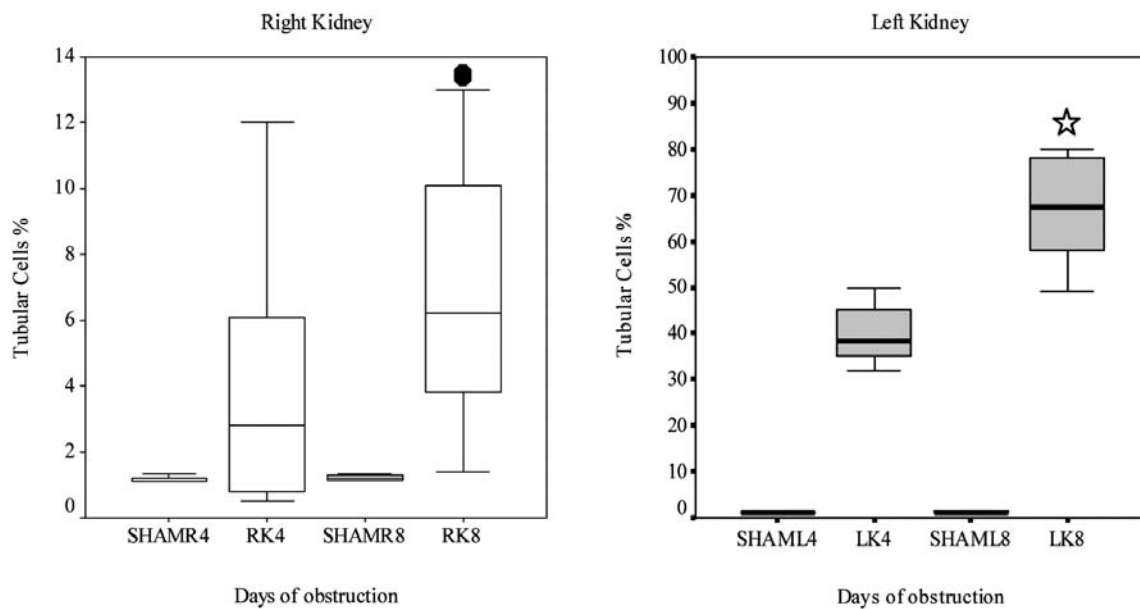 Right Kidney
Tubular Cells %
14
12
10
8
6
4
2
0
SHAMR4 RK4 SHAMR8 RK8
Days of obstruction
Left Kidney
Tubular Cells %
100
90
80
70
60
50
40
30
20
10
0
SHAML4 LK4 SHAML8 LK8
Days of obstruction